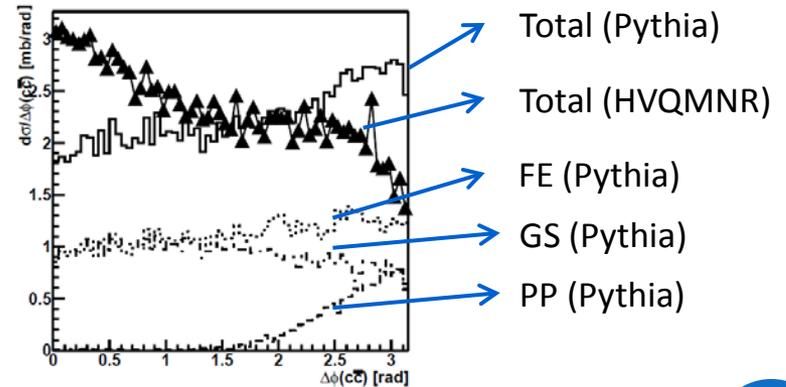 dσ/Δϕ(cc̅) [mb/rad]
3
2.5
2
1.5
1
0.5
0
0 0.5 1 1.5 2 2.5 3
Δϕ(cc̅) [rad]
Total (Pythia)
Total (HVQMNR)
FE (Pythia)
GS (Pythia)
PP (Pythia)